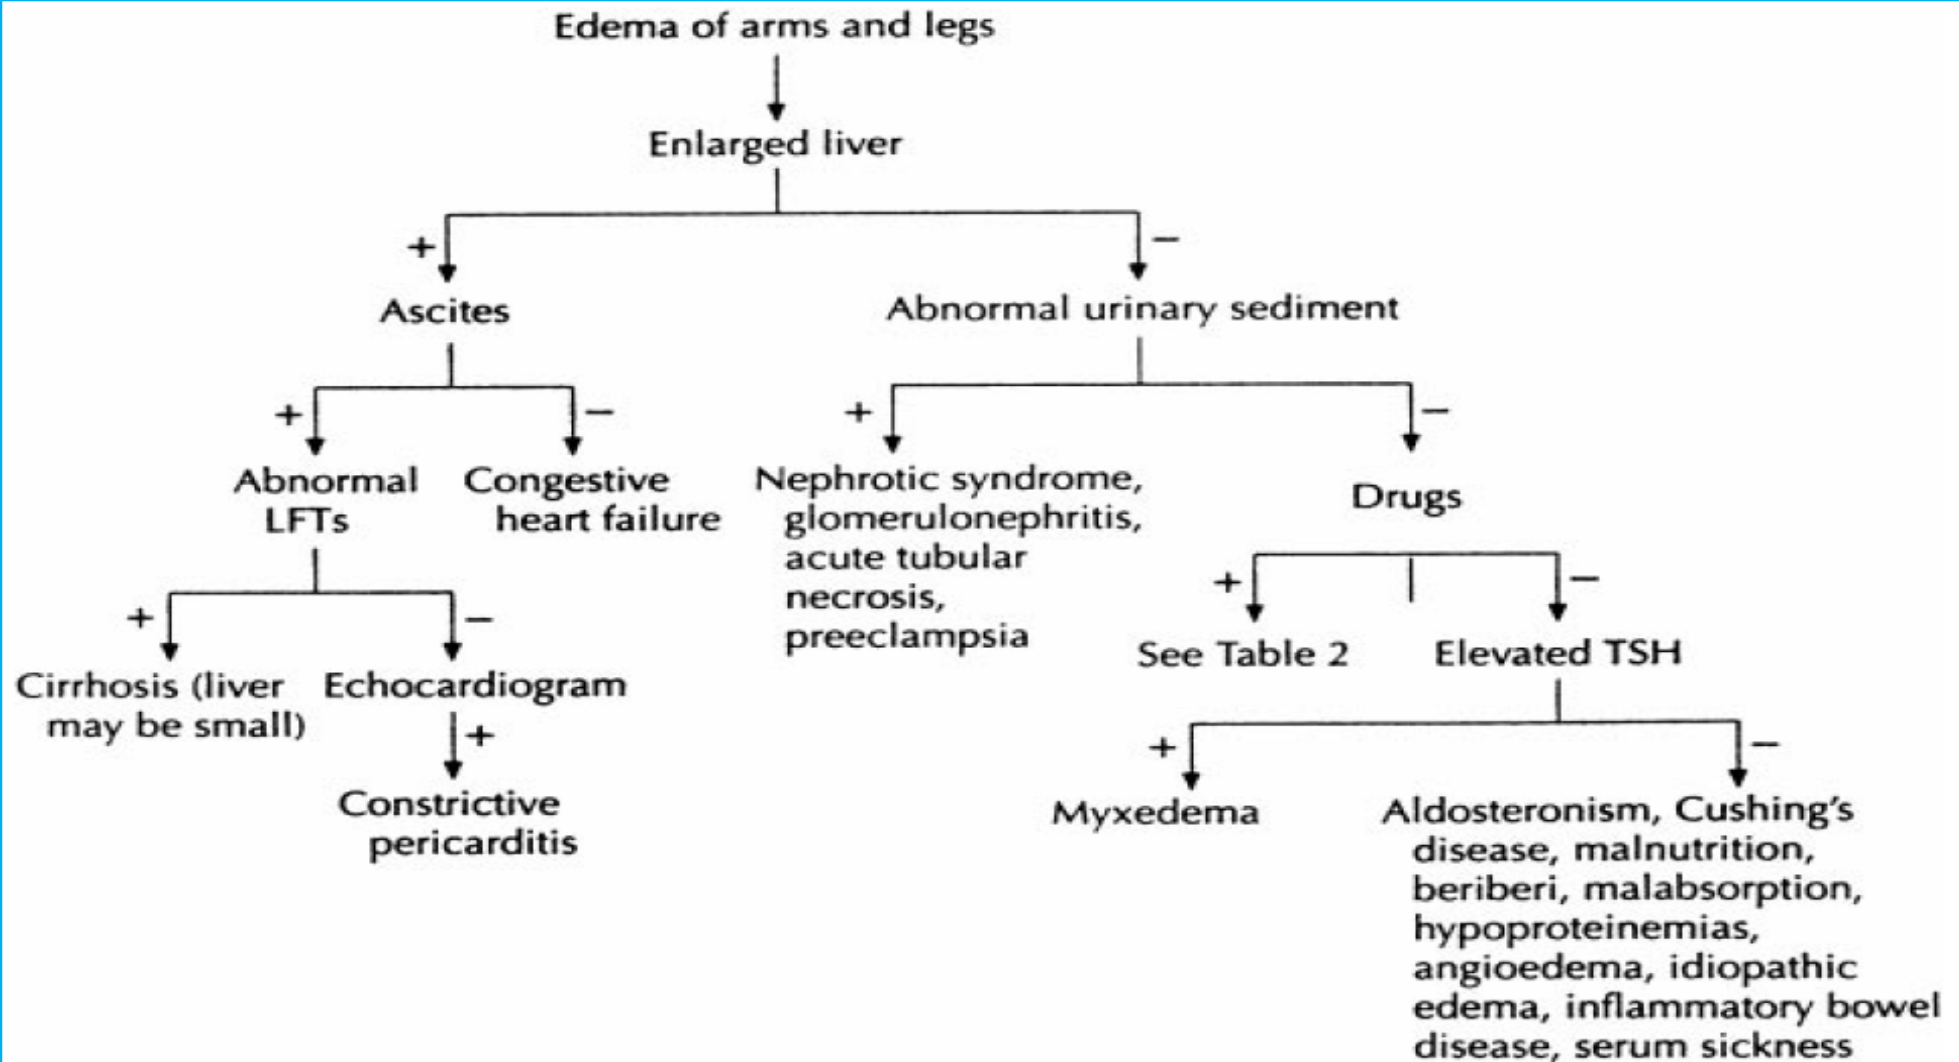 Edema of arms and legs
Enlarged liver
+
−
Ascites
Abnormal urinary sediment
+
−
+
−
Abnormal
LFTs
Congestive
heart failure
Nephrotic syndrome,
glomerulonephritis,
acute tubular
necrosis,
preeclampsia
Drugs
+
−
+
−
Cirrhosis (liver
may be small)
Echocardiogram
See Table 2
Elevated TSH
+
+
−
Constrictive
pericarditis
Myxedema
Aldosteronism, Cushing's
disease, malnutrition,
beriberi, malabsorption,
hypoproteinemias,
angioedema, idiopathic
edema, inflammatory bowel
disease, serum sickness